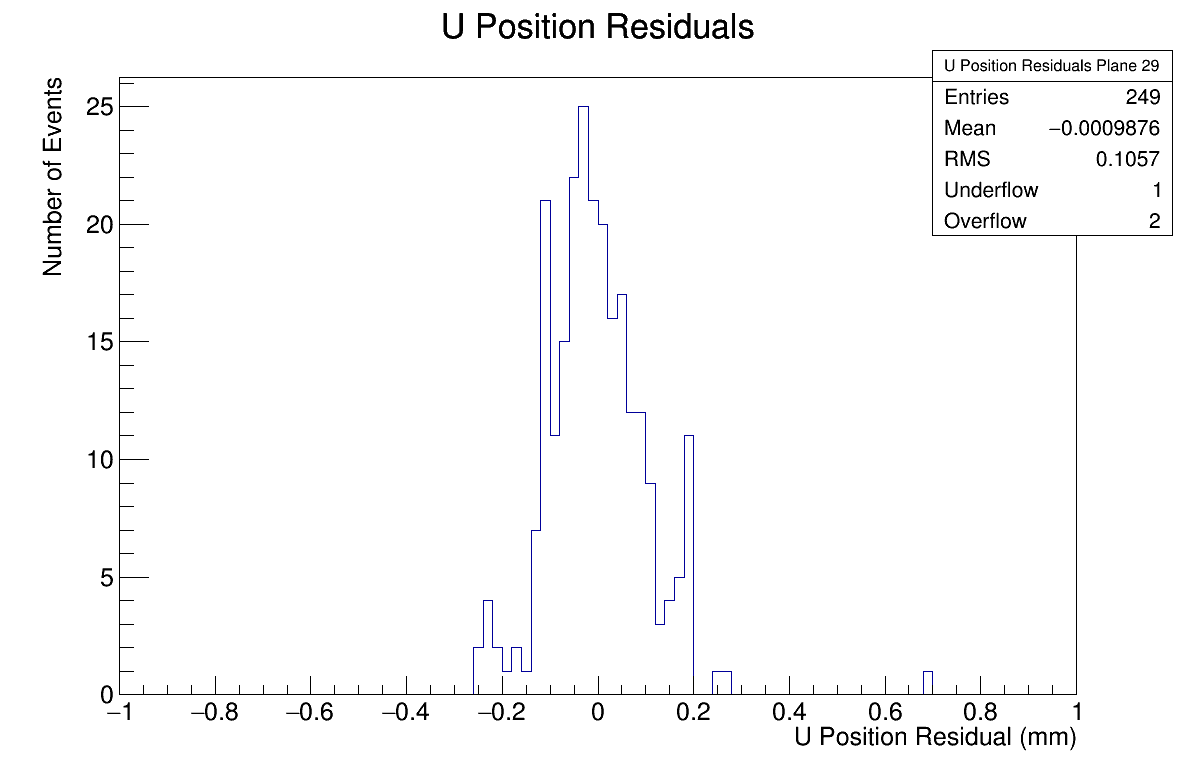 U Position Residuals
U Position Residuals Plane 29
Entries 249
Mean −0.0009876
RMS 0.1057
Underflow 1
Overflow 2
Number of Events
25
20
15
10
5
0
−1 −0.8 −0.6 −0.4 −0.2 0 0.2 0.4 0.6 0.8 1
U Position Residual (mm)